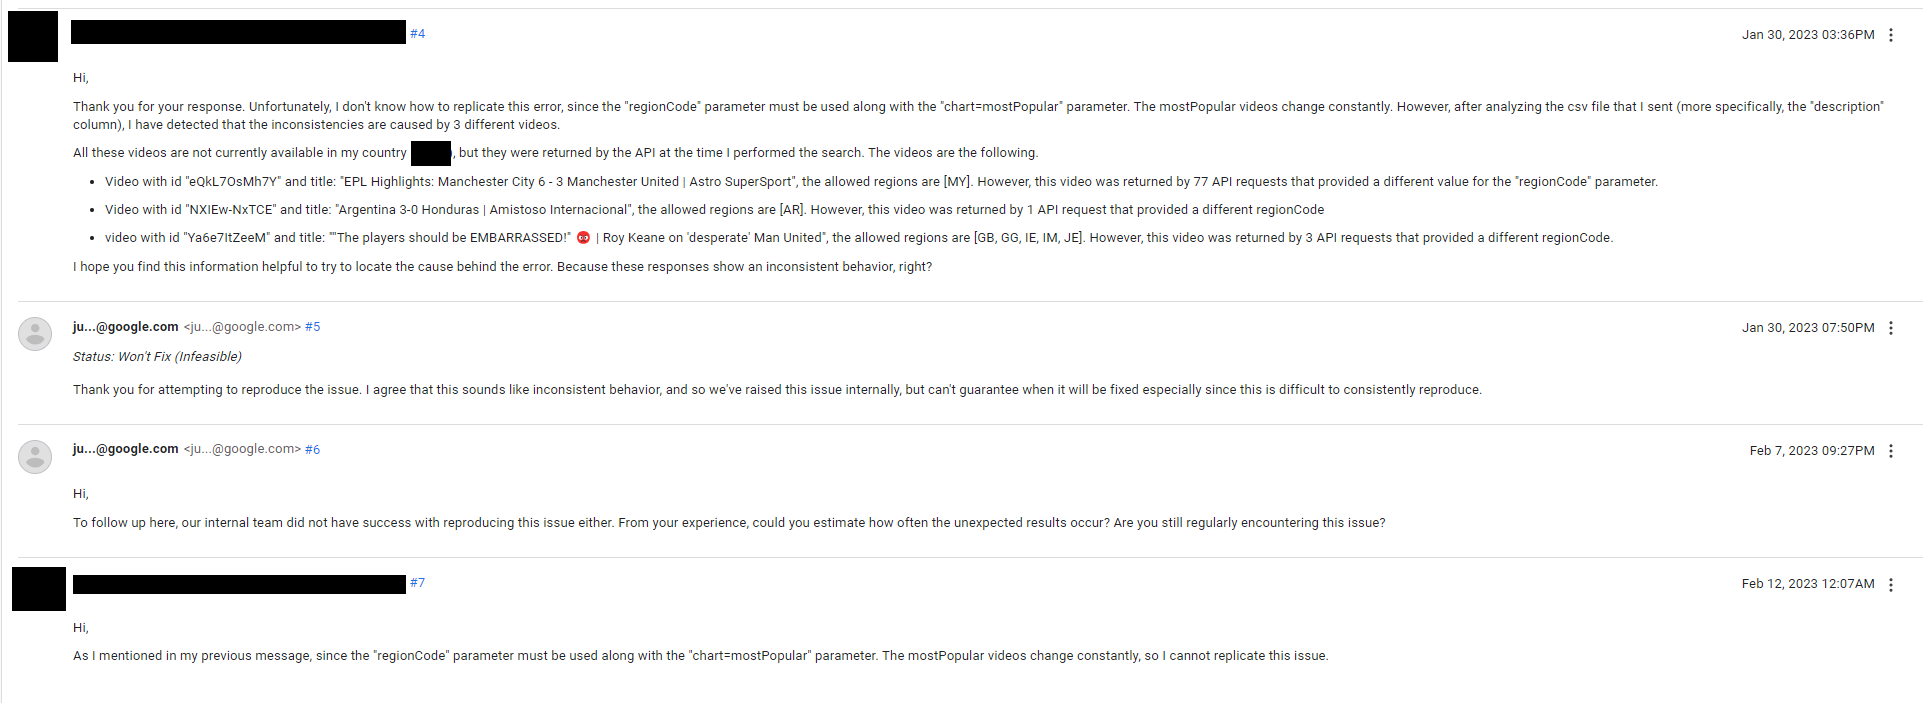 #4
Jan 30, 2023 03:36PM
Hi,
Thank you for your response. Unfortunately, I don't know how to replicate this error, since the "regionCode" parameter must be used along with the "chart=mostPopular" parameter. The mostPopular videos change constantly. However, after analyzing the csv file that I sent (more specifically, the "description"
column), I have detected that the inconsistencies are caused by 3 different videos.
All these videos are not currently available in my country , but they were returned by the API at the time I performed the search. The videos are the following.
• Video with id "eQkL7OsMh7Y" and title: "EPL Highlights: Manchester City 6 - 3 Manchester United | Astro SuperSport", the allowed regions are [MY]. However, this video was returned by 77 API requests that provided a different value for the "regionCode" parameter.
• Video with id "NXIEw-NxTCE" and title: "Argentina 3-0 Honduras | Amistoso Internacional", the allowed regions are [AR]. However, this video was returned by 1 API request that provided a different regionCode
• video with id "Ya6e7ItZeeM" and title: ""The players should be EMBARRASSED!" 😡 | Roy Keane on 'desperate' Man United", the allowed regions are [GB, GG, IE, IM, JE]. However, this video was returned by 3 API requests that provided a different regionCode.
I hope you find this information helpful to try to locate the cause behind the error. Because these responses show an inconsistent behavior, right?
ju...@google.com <ju...@google.com> #5
Jan 30, 2023 07:50PM
Status: Won't Fix (Infeasible)
Thank you for attempting to reproduce the issue. I agree that this sounds like inconsistent behavior, and so we've raised this issue internally, but can't guarantee when it will be fixed especially since this is difficult to consistently reproduce.
ju...@google.com <ju...@google.com> #6
Feb 7, 2023 09:27PM
Hi,
To follow up here, our internal team did not have success with reproducing this issue either. From your experience, could you estimate how often the unexpected results occur? Are you still regularly encountering this issue?
#7
Feb 12, 2023 12:07AM
Hi,
As I mentioned in my previous message, since the "regionCode" parameter must be used along with the "chart=mostPopular" parameter. The mostPopular videos change constantly, so I cannot replicate this issue.